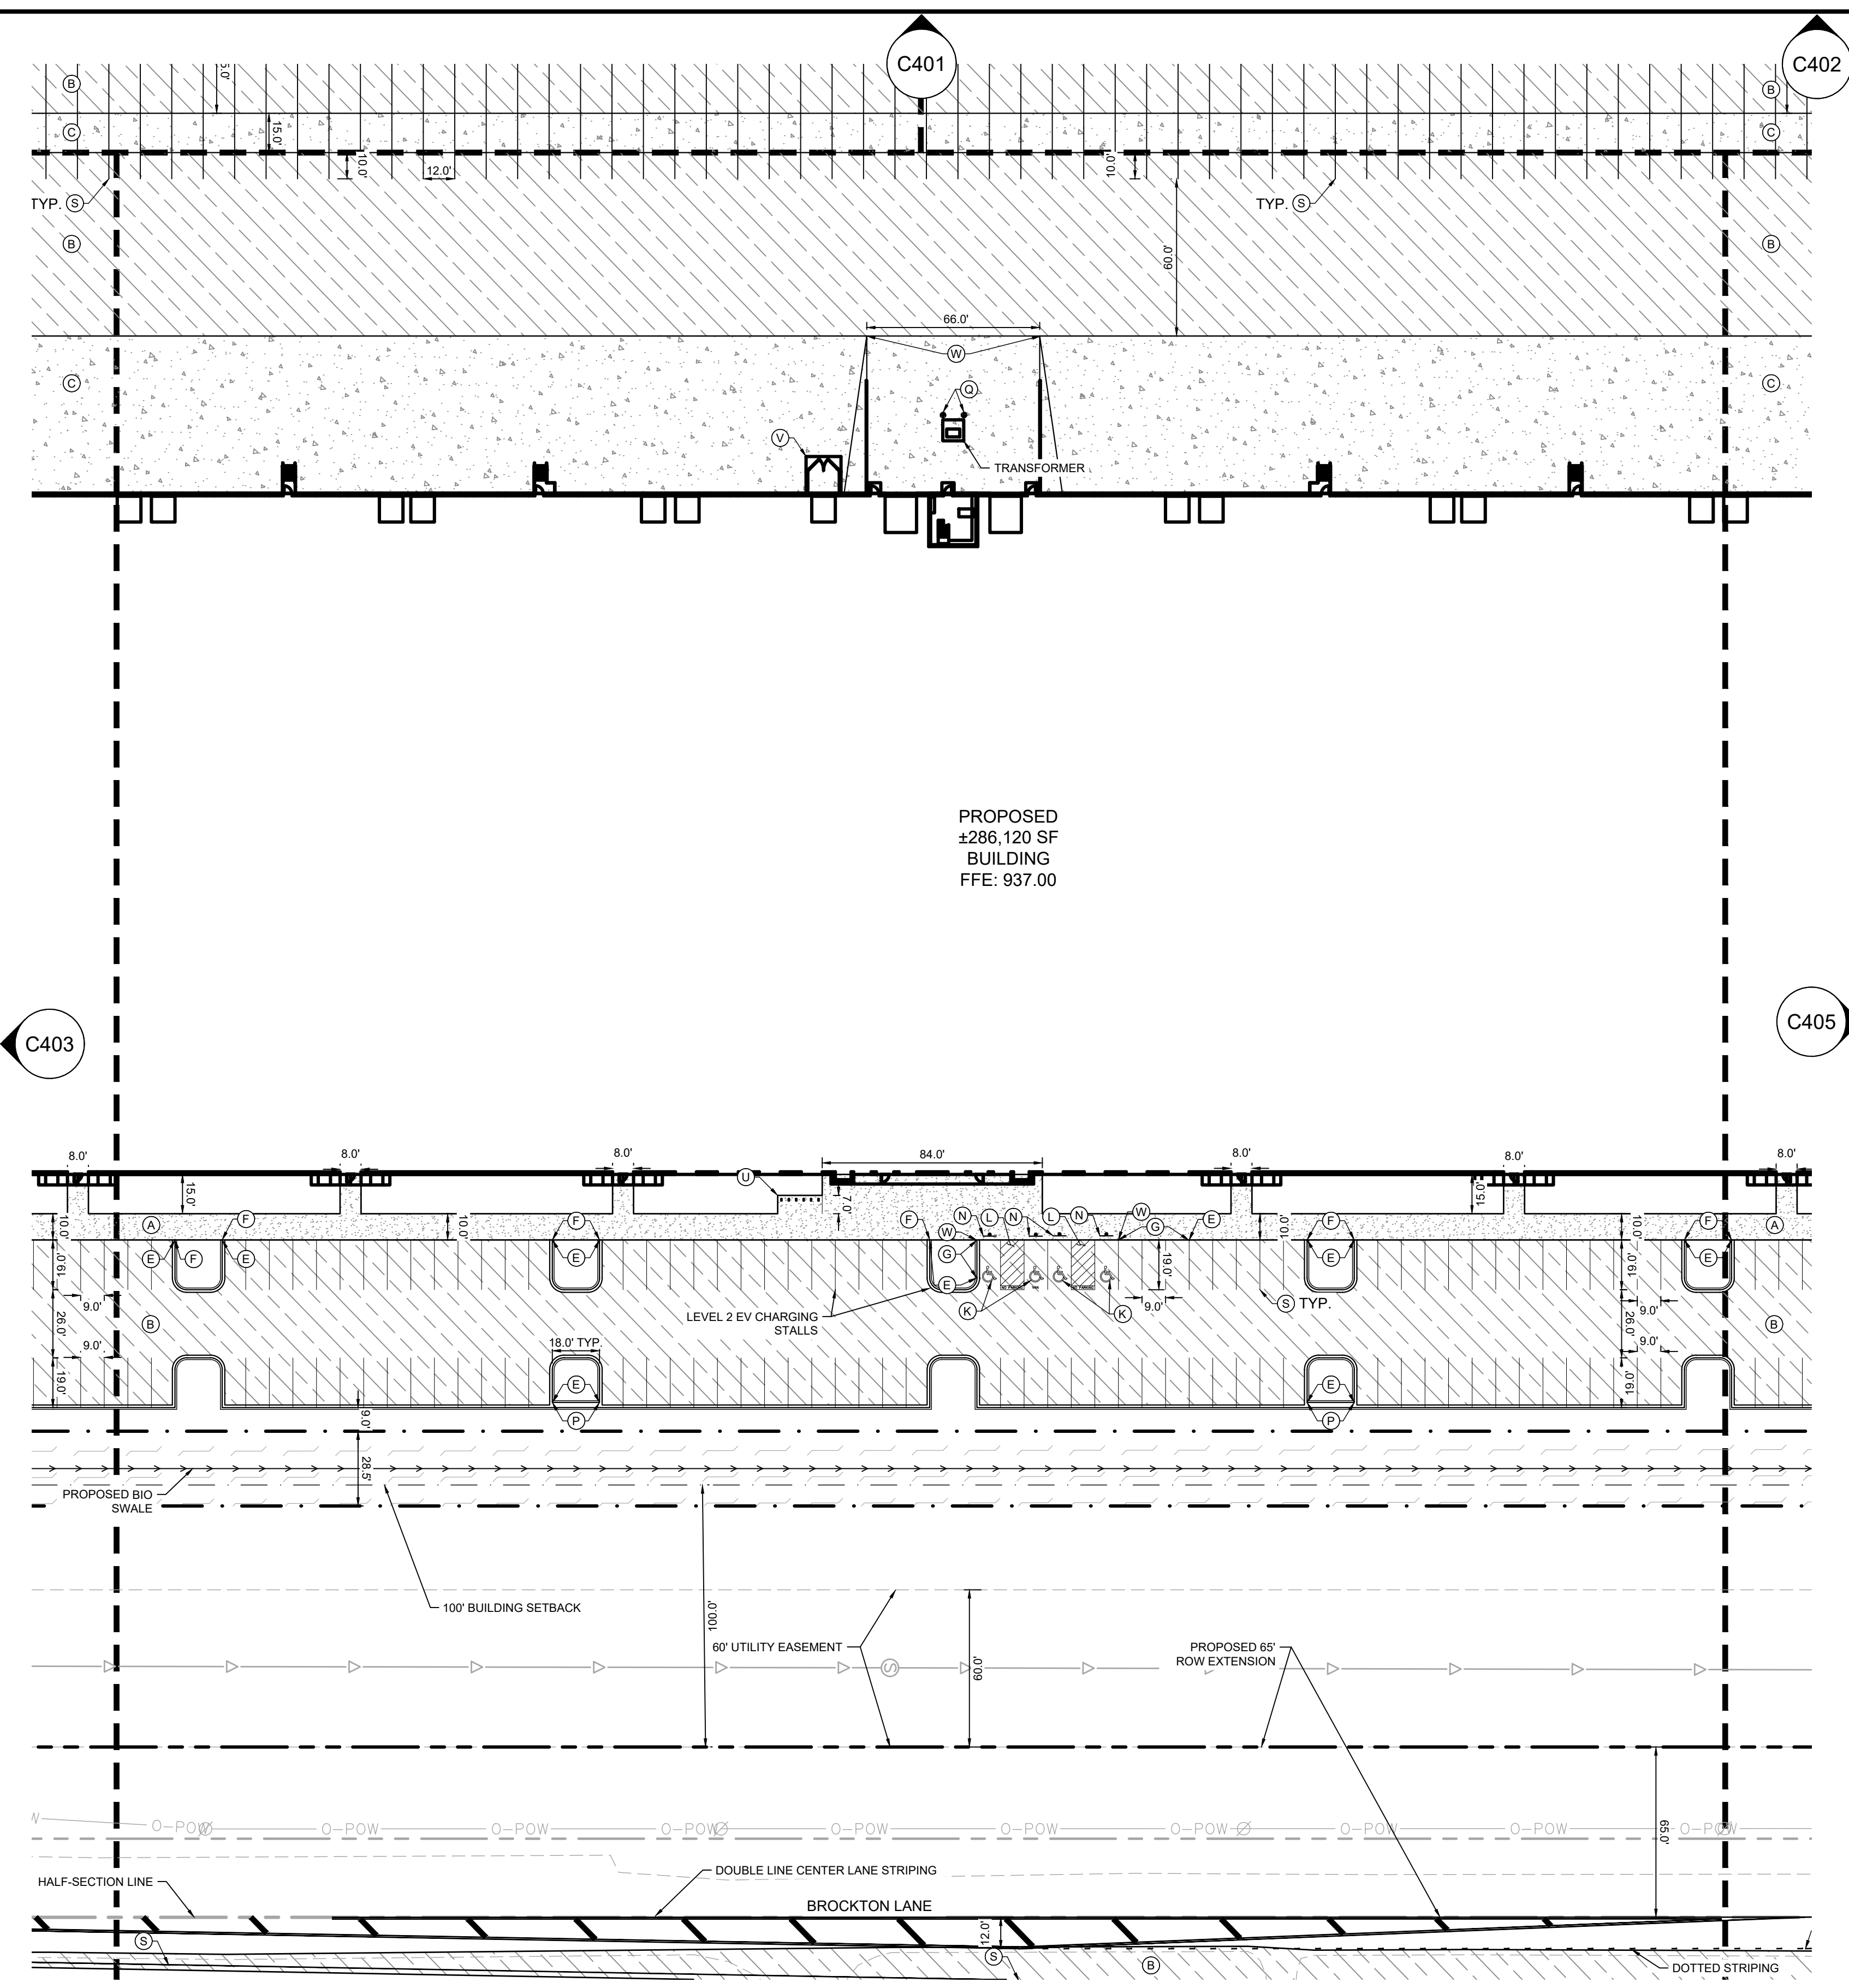 C401
C402
B
5.0'
B
C
15.0'
C
10.0'
12.0'
10.0'
TYP. S
TYP. S
B
60.0'
B
66.0'
W
C
Q
C
V
TRANSFORMER
PROPOSED
±286,120 SF
BUILDING
FFE: 937.00
C403
C405
8.0'
8.0'
8.0'
84.0'
8.0'
8.0'
8.0'
U
15.0'
7.0'
15.0'
10.0'
A
F
10.0'
F
F
N
L
N
L
N
W
G
E
10.0'
F
10.0'
F
A
W
E
F
E
E
G
19.0'
19.0'
E
19.0'
E
E
NO PARKING
NO PARKING
9.0'
K
K
9.0'
S TYP.
9.0'
LEVEL 2 EV CHARGING
STALLS
26.0'
B
26.0'
B
9.0'
18.0' TYP.
9.0'
19.0'
E
E
19.0'
9.0'
P
P
28.5'
PROPOSED BIO
SWALE
100' BUILDING SETBACK
100.0'
60' UTILITY EASEMENT
60.0'
PROPOSED 65'
ROW EXTENSION
S
W
O-POW
O-POW
O-POW
O-POW
O-POW
O-POW
O-POW
O-POW
O-POW
O-POW
65.0'
DOUBLE LINE CENTER LANE STRIPING
HALF-SECTION LINE
BROCKTON LANE
12.0'
S
S
B
DOTTED STRIPING